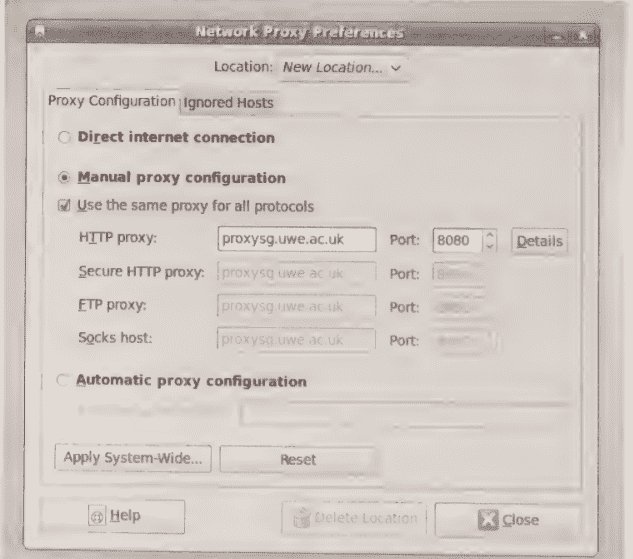 Network Proxy Preferences
Location: New Location...
Proxy Configuration Ignored Hosts
Direct internet connection
Manual proxy configuration
Use the same proxy for all protocols
HTTP proxy: proxysg.uwe.ac.uk Port: 8080 Details
Secure HTTP proxy: proxysg.uwe.ac.uk Port:
FTP proxy: proxysg.uwe.ac.uk Port:
Socks host: proxysg.uwe.ac.uk Port:
Automatic proxy configuration
Apply System-Wide... Reset
Help Delete Location Close